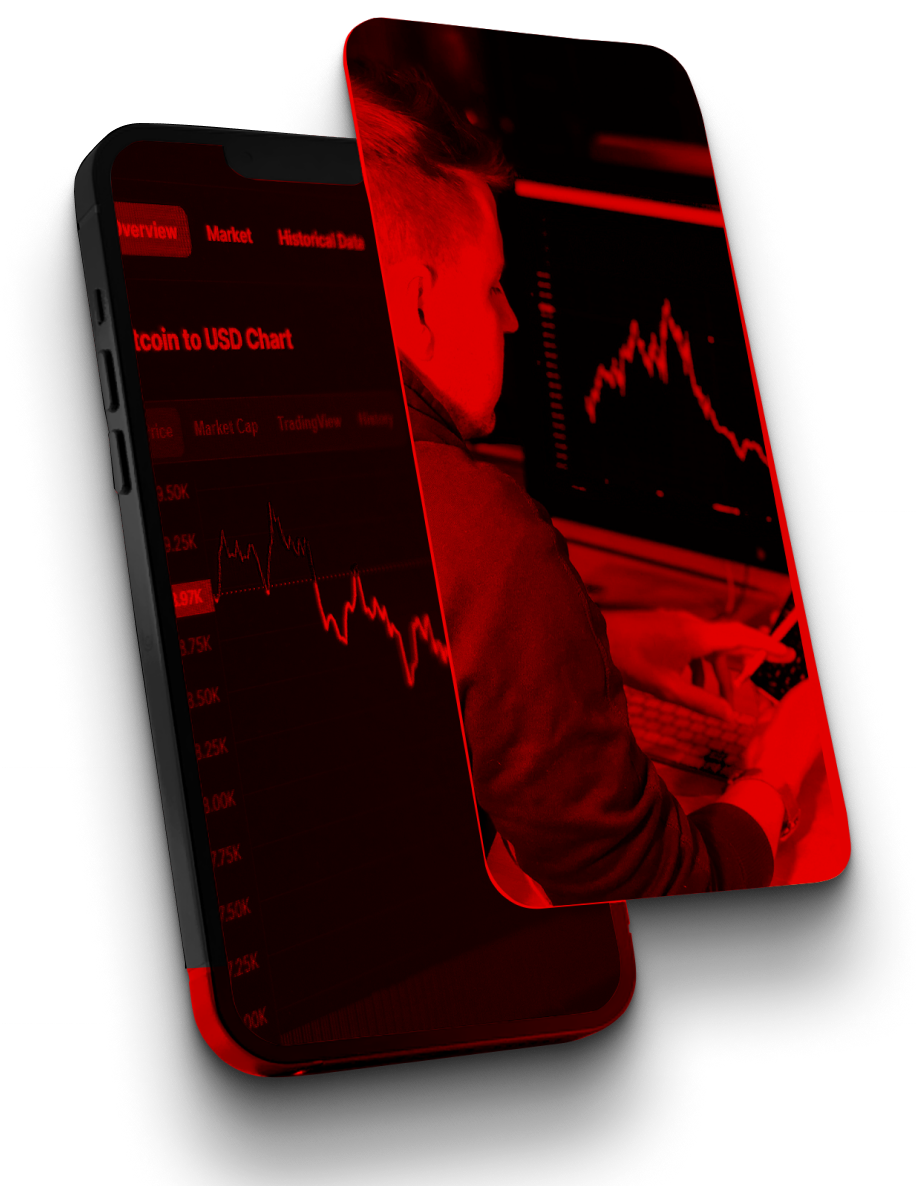 Overview Market Historical Data
tcoin to USD Chart
rice Market Cap TradingView History
9.50K
9.25K
8.97K
8.75K
8.50K
8.25K
8.00K
7.75K
7.50K
7.25K
00K